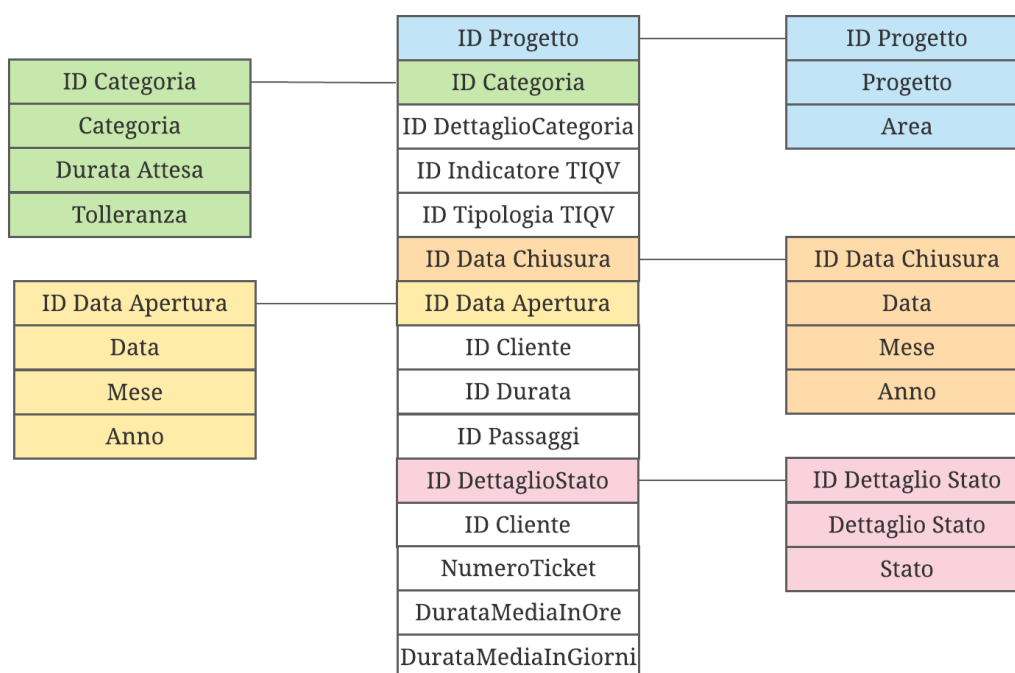 ID Categoria
Categoria
Durata Attesa
Tolleranza
ID Data Apertura
Data
Mese
Anno
ID Progetto
ID Categoria
ID DettaglioCategoria
ID Indicatore TIQV
ID Tipologia TIQV
ID Data Chiusura
ID Data Apertura
ID Cliente
ID Durata
ID Passaggi
ID DettaglioStato
ID Cliente
NumeroTicket
DurataMediaInOre
DurataMediaInGiorni
ID Progetto
Progetto
Area
ID Data Chiusura
Data
Mese
Anno
ID Dettaglio Stato
Dettaglio Stato
Stato